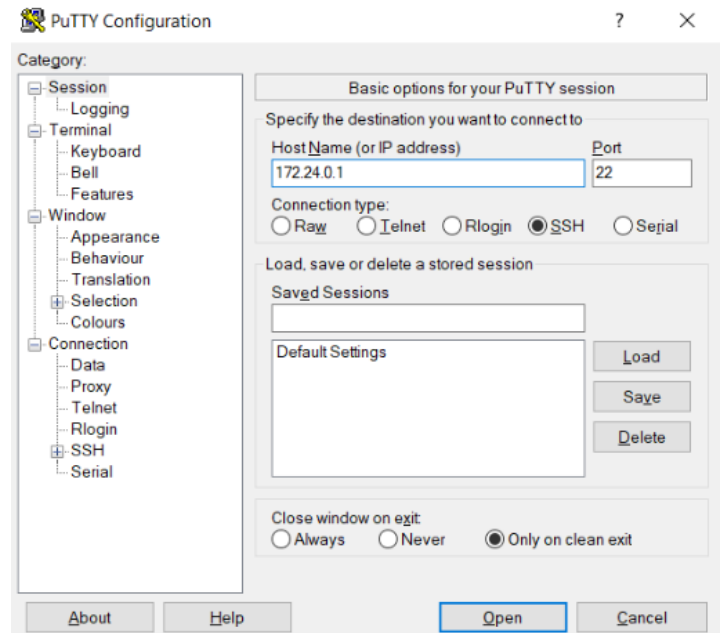 PuTTY Configuration
?
Category:
Session
Logging
Terminal
Keyboard
Bell
Features
Window
Appearance
Behaviour
Translation
Selection
Colours
Connection
Data
Proxy
Telnet
Rlogin
SSH
Serial
Basic options for your PuTTY session
Specify the destination you want to connect to
Host Name (or IP address) Port
172.24.0.1 22
Connection type:
Raw Telnet Rlogin SSH Serial
Load, save or delete a stored session
Saved Sessions
Default Settings
Load
Save
Delete
Close window on exit:
Always Never Only on clean exit
About Help Open Cancel